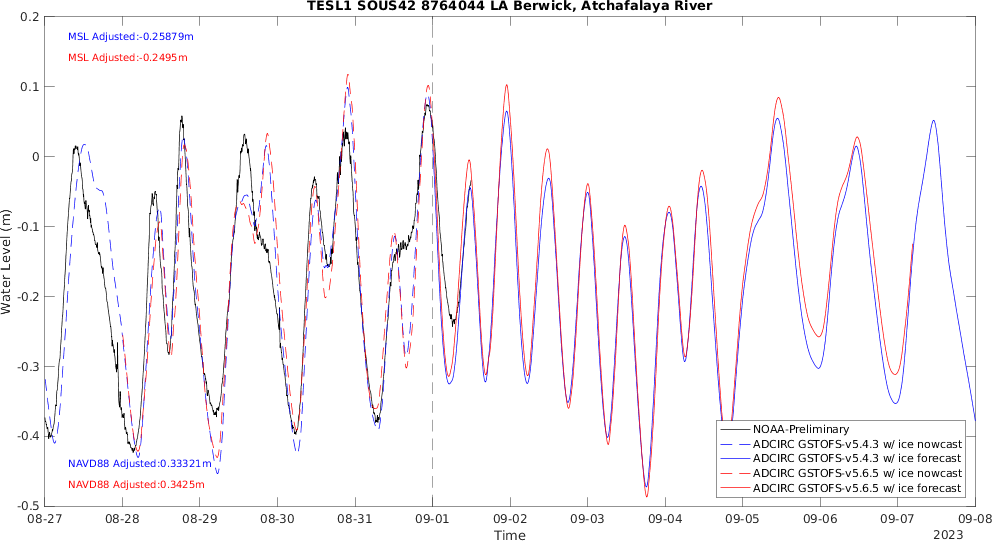 TESL1 SOUS42 8764044 LA Berwick, Atchafalaya River
MSL Adjusted:-0.25879m
MSL Adjusted:-0.2495m
0.2
0.1
0
-0.1
-0.2
-0.3
-0.4
-0.5
Water Level (m)
NAVD88 Adjusted:0.33321m
NAVD88 Adjusted:0.3425m
NOAA-Preliminary
ADCIRC GSTOFS-v5.4.3 w/ ice nowcast
ADCIRC GSTOFS-v5.4.3 w/ ice forecast
ADCIRC GSTOFS-v5.6.5 w/ ice nowcast
ADCIRC GSTOFS-v5.6.5 w/ ice forecast
08-27 08-28 08-29 08-30 08-31 09-01 09-02 09-03 09-04 09-05 09-06 09-07 09-08
Time
2023